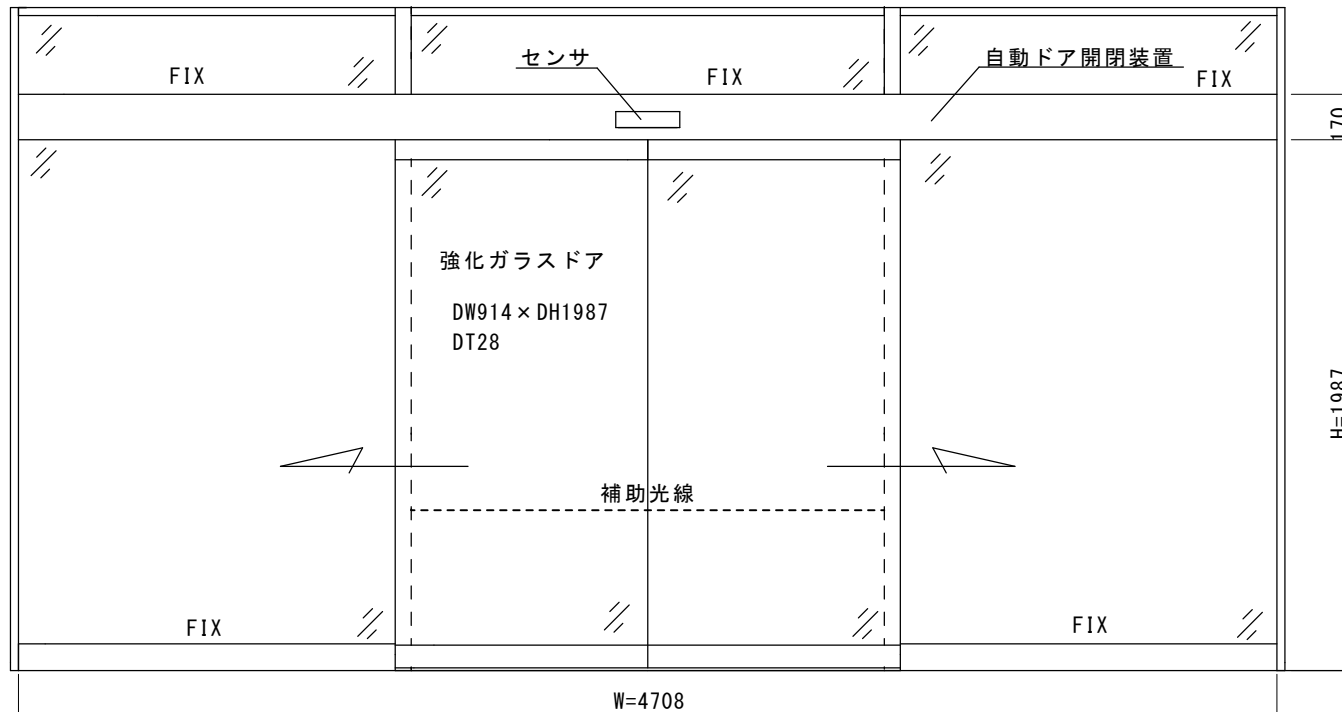 センサ
自動ドア開閉装置
FIX
FIX
FIX
170
強化ガラスドア
DW914×DH1987
DT28
H=1987
補助光線
FIX
FIX
W=4708